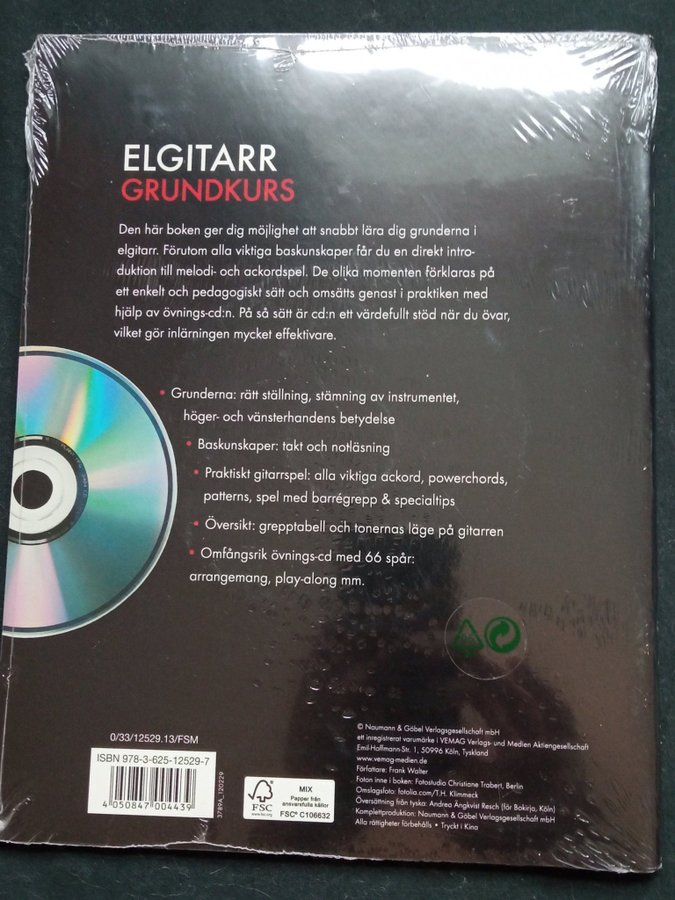 ELGITARR
GRUNDKURS
Den här boken ger dig möjlighet att snabbt lära dig grunderna i
elgitarr. Förutom alla viktiga baskunskaper får du en direkt intro-
duktion till melodi- och ackordspel. De olika momenten förklaras på
ett enkelt och pedagogiskt sätt och omsätts genast i praktiken med
hjälp av övnings-cd:n. På så sätt är cd:n ett värdefullt stöd när du övar,
vilket gör inlärningen mycket effektivare.
• Grunderna: rätt ställning, stämning av instrumentet,
höger- och vänsterhandens betydelse
• Baskunskaper: takt och notläsning
• Praktiskt gitarrspel: alla viktiga ackord, powerchords,
patterns, spel med barrégrepp & specialtips
• Översikt: grepptabell och tonernas läge på gitarren
• Omfångsrik övnings-cd med 66 spår:
arrangemang, play-along mm.
0/33/12529.13/FSM
ISBN 978-3-625-12529-7
4 050847 004439
3789A_120229
FSC
www.fsc.org
MIX
Papper från
ansvarsfulla källor
FSC® C106632
© Naumann & Göbel Verlagsgesellschaft mbH
ett inregistrerat varumärke i VEMAG Verlags- und Medien Aktiengesellschaft
Emil-Hoffmann-Str. 1, 50996 Köln, Tyskland
www.vemag-medien.de
Författare: Frank Walter
Foton inne i boken: Fotostudio Christiane Trabert, Berlin
Omslagsfoto: fotolia.com/T.H. Klimmeck
Översättning från tyska: Andrea Ängkvist Resch (för Bokirjo, Köln)
Komplettproduktion: Naumann & Göbel Verlagsgesellschaft mbH
Alla rättigheter förbehålls • Tryckt i Kina